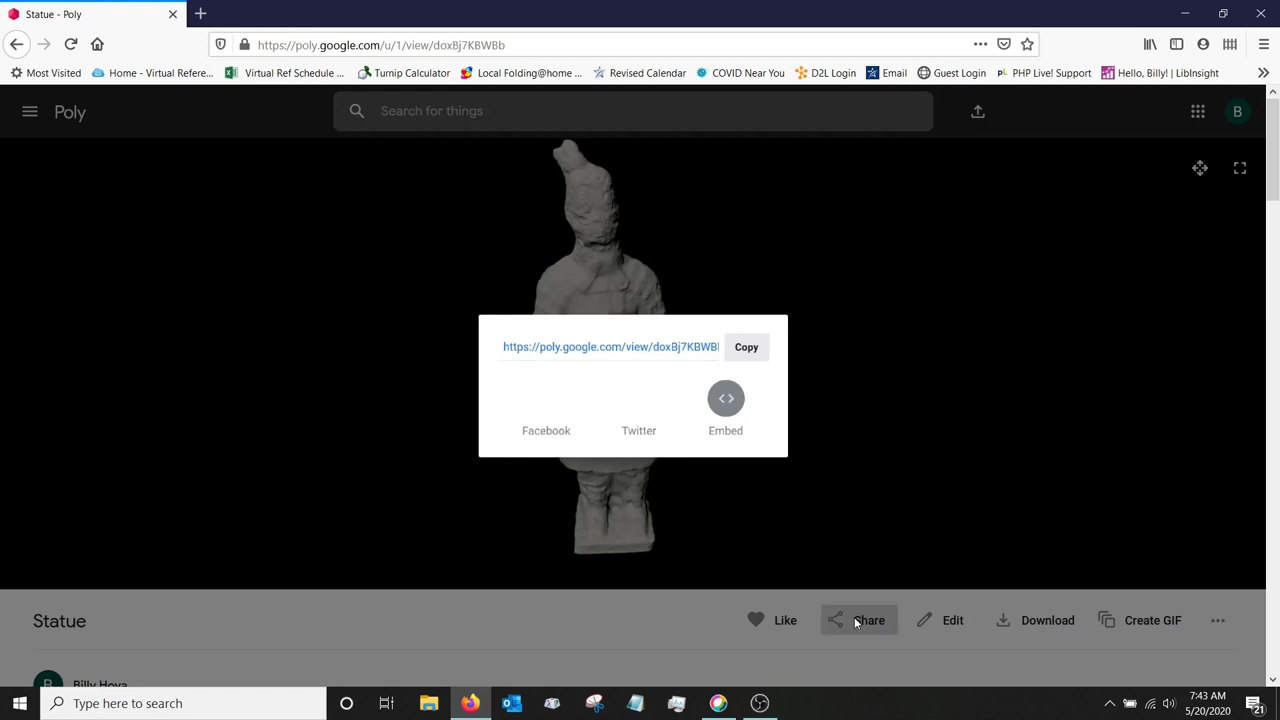 Statue - Poly
https://poly.google.com/u/1/view/doxBj7KBWBb
Most Visited Home - Virtual Refere... Virtual Ref Schedule ... Turnip Calculator Local Folding@home ... Revised Calendar COVID Near You D2L Login Email Guest Login PHP Live! Support Hello, Billy! | LibInsight
Poly Search for things B
https://poly.google.com/view/doxBj7KBWB
Copy
Facebook Twitter Embed
Statue Like Share Edit Download Create GIF
B Billy Hoya
Type here to search 7:43 AM
5/20/2020 21